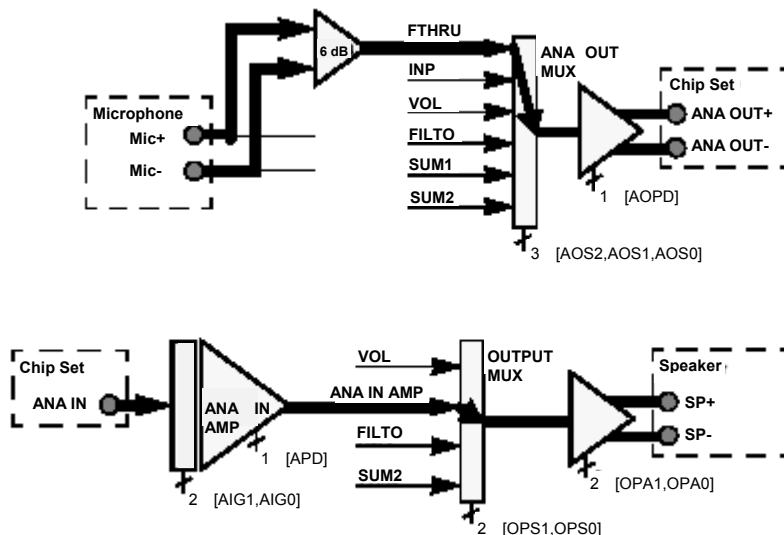 6 dB
FTHRU
ANA OUT
MUX
Chip Set
INP
Microphone
VOL
ANA OUT+
Mic+
FILTO
ANA OUT-
Mic-
SUM1
1 [AOPD]
SUM2
3 [AOS2,AOS1,AOS0]
Chip Set
VOL
OUTPUT
MUX
Speaker
ANA IN
ANA IN
AMP
ANA IN AMP
SP+
FILTO
SP-
1 [APD]
SUM2
2 [OPA1,OPA0]
2 [AIG1,AIG0]
2 [OPS1,OPS0]